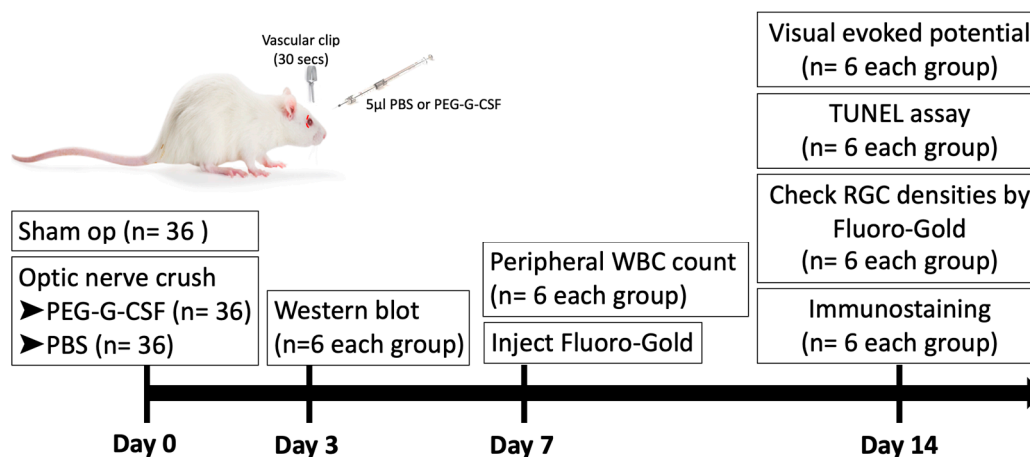 Vascular clip
(30 secs)
5µl PBS or PEG-G-CSF
Sham op (n= 36 )
Optic nerve crush
➤PEG-G-CSF (n= 36)
➤PBS (n= 36)
Western blot
(n=6 each group)
Peripheral WBC count
(n= 6 each group)
Inject Fluoro-Gold
Visual evoked potential
(n= 6 each group)
TUNEL assay
(n= 6 each group)
Check RGC densities by
Fluoro-Gold
(n= 6 each group)
Immunostaining
(n= 6 each group)
Day 0
Day 3
Day 7
Day 14